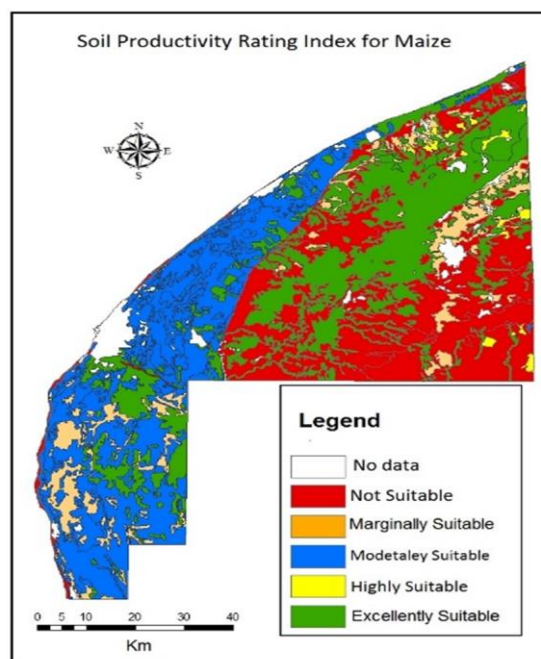 Soil Productivity Rating Index for Maize
N
W E
S
Legend
No data
Not Suitable
Marginally Suitable
Modetaley Suitable
Highly Suitable
Excellently Suitable
0 5 10 20 30 40
Km